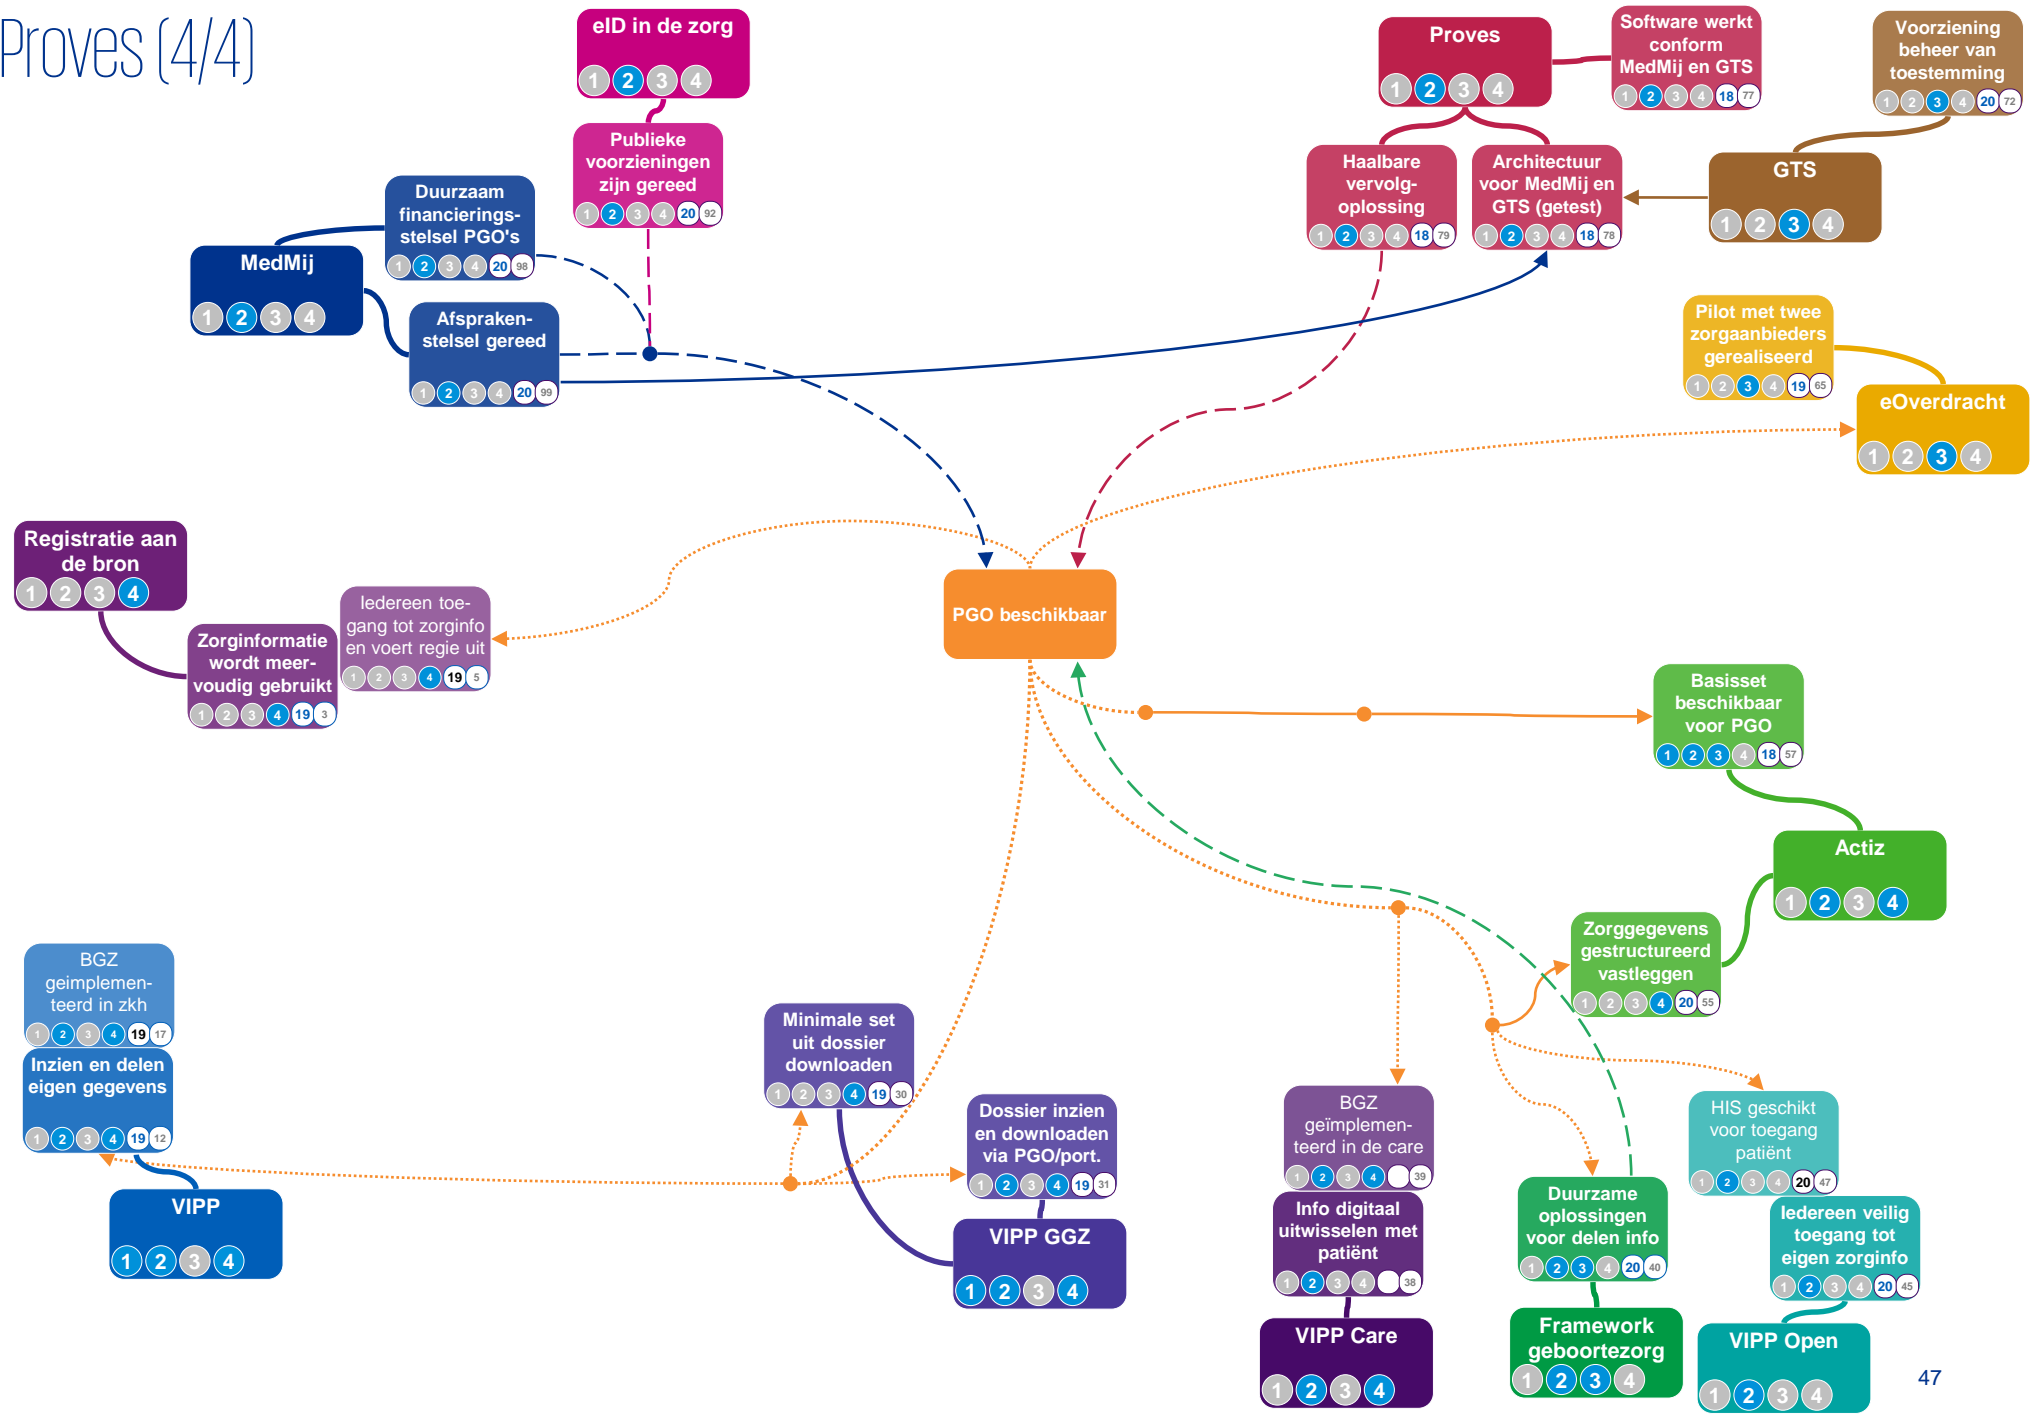 Proves (4/4)
eID in de zorg
1 2 3 4
Publieke
voorzieningen
zijn gereed
1 2 3 4 20 92
Duurzaam
financierings-
stelsel PGO's
1 2 3 4 20 98
MedMij
1 2 3 4
Afspraken-
stelsel gereed
1 2 3 4 20 99
Proves
1 2 3 4
Software werkt
conform
MedMij en GTS
1 2 3 4 18 77
Voorziening
beheer van
toestemming
1 2 3 4 20 72
Haalbare
vervolg-
oplossing
1 2 3 4 18 79
Architectuur
voor MedMij en
GTS (getest)
1 2 3 4 18 78
GTS
1 2 3 4
Pilot met twee
zorgaanbieders
gerealiseerd
1 2 3 4 19 65
eOverdracht
1 2 3 4
Registratie aan
de bron
1 2 3 4
Zorginformatie
wordt meer-
voudig gebruikt
1 2 3 4 19 3
Iedereen toe-
gang tot zorginfo
en voert regie uit
1 2 3 4 19 5
PGO beschikbaar
Basisset
beschikbaar
voor PGO
1 2 3 4 18 57
Actiz
1 2 3 4
Zorggegevens
gestructureerd
vastleggen
1 2 3 4 20 55
BGZ
geimplemen-
teerd in zkh
1 2 3 4 19 17
Inzien en delen
eigen gegevens
1 2 3 4 19 12
VIPP
1 2 3 4
Minimale set
uit dossier
downloaden
1 2 3 4 19 30
Dossier inzien
en downloaden
via PGO/port.
1 2 3 4 19 31
VIPP GGZ
1 2 3 4
BGZ
geïmplemen-
teerd in de care
1 2 3 4 39
Info digitaal
uitwisselen met
patiënt
1 2 3 4 38
VIPP Care
1 2 3 4
Duurzame
oplossingen
voor delen info
1 2 3 4 20 40
Framework
geboortezorg
1 2 3 4
HIS geschikt
voor toegang
patiënt
1 2 3 4 20 47
Iedereen veilig
toegang tot
eigen zorginfo
1 2 3 4 20 45
VIPP Open
1 2 3 4
47